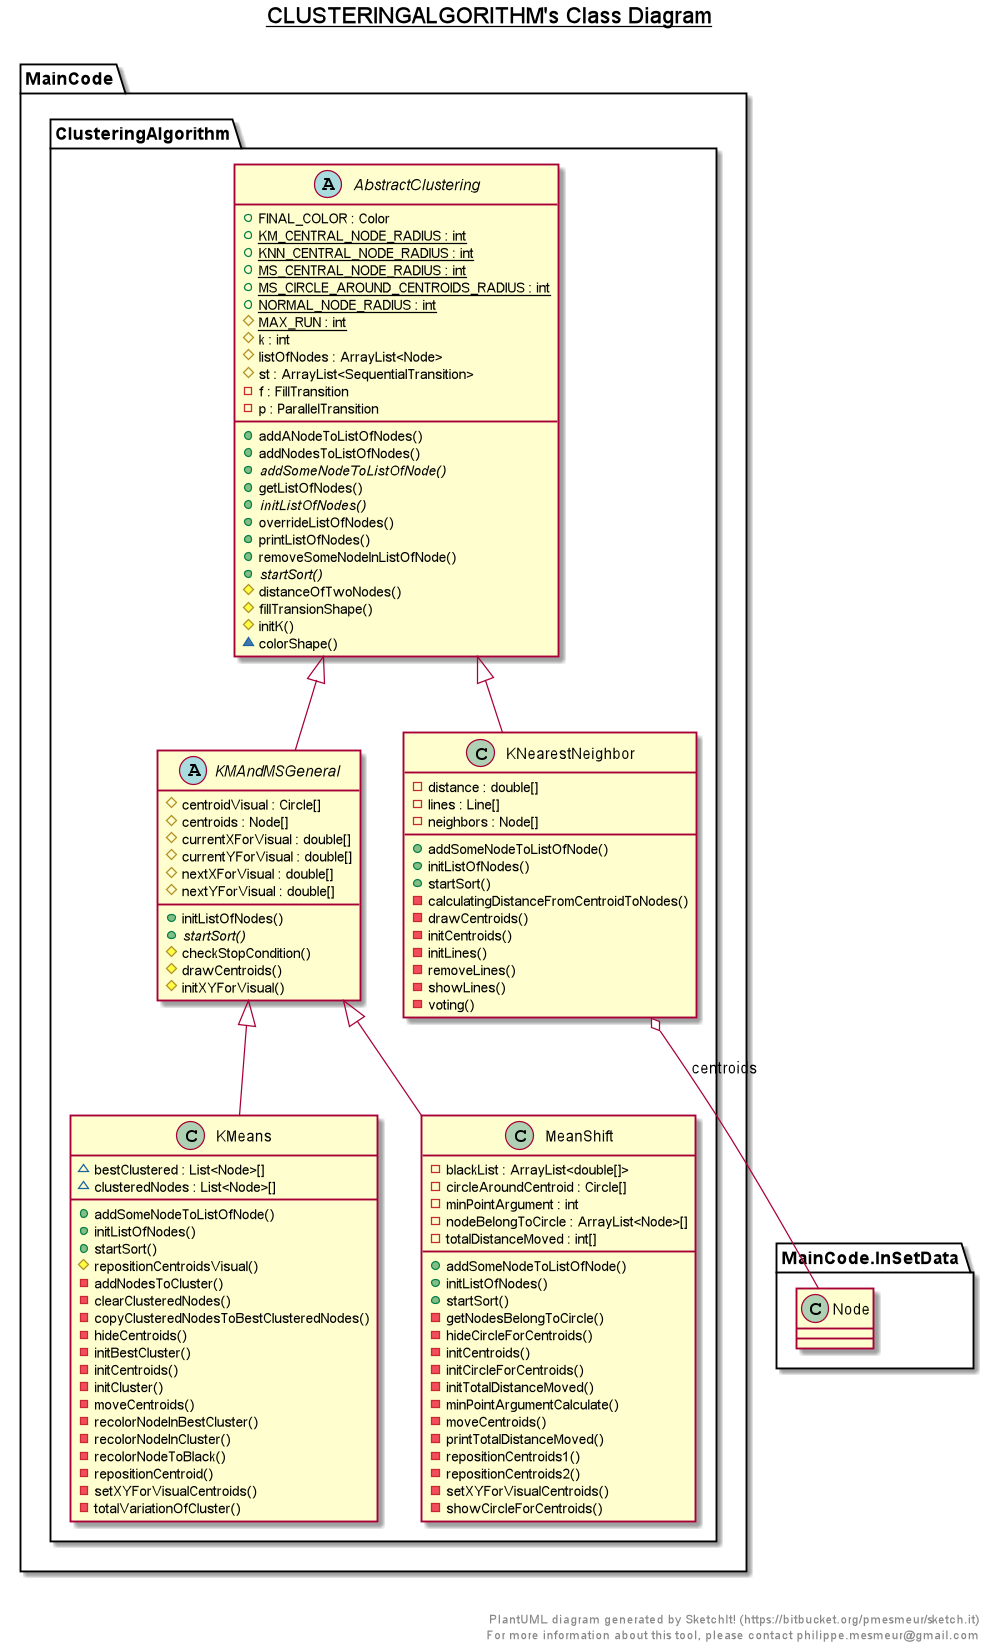 CLUSTERINGALGORITHM's Class Diagram
MainCode
ClusteringAlgorithm
A AbstractClustering
FINAL_COLOR : Color
KM_CENTRAL_NODE_RADIUS : int
KNN_CENTRAL_NODE_RADIUS : int
MS_CENTRAL_NODE_RADIUS : int
MS_CIRCLE_AROUND_CENTROIDS_RADIUS : int
NORMAL_NODE_RADIUS : int
MAX_RUN : int
k : int
listOfNodes : ArrayList<Node>
st : ArrayList<SequentialTransition>
f : FillTransition
p : ParallelTransition
addANodeToListOfNodes()
addNodesToListOfNodes()
addSomeNodeToListOfNode()
getListOfNodes()
initListOfNodes()
overrideListOfNodes()
printListOfNodes()
removeSomeNodeInListOfNode()
startSort()
distanceOfTwoNodes()
fillTransionShape()
initK()
colorShape()
A KMAndMSGeneral
centroidVisual : Circle[]
centroids : Node[]
currentXForVisual : double[]
currentYForVisual : double[]
nextXForVisual : double[]
nextYForVisual : double[]
initListOfNodes()
startSort()
checkStopCondition()
drawCentroids()
initXYForVisual()
C KNearestNeighbor
distance : double[]
lines : Line[]
neighbors : Node[]
addSomeNodeToListOfNode()
initListOfNodes()
startSort()
calculatingDistanceFromCentroidToNodes()
drawCentroids()
initCentroids()
initLines()
removeLines()
showLines()
voting()
centroids
C KMeans
bestClustered : List<Node>[]
clusteredNodes : List<Node>[]
addSomeNodeToListOfNode()
initListOfNodes()
startSort()
repositionCentroidsVisual()
addNodesToCluster()
clearClusteredNodes()
copyClusteredNodesToBestClusteredNodes()
hideCentroids()
initBestCluster()
initCentroids()
initCluster()
moveCentroids()
recolorNodeInBestCluster()
recolorNodeInCluster()
recolorNodeToBlack()
repositionCentroid()
setXYForVisualCentroids()
totalVariationOfCluster()
C MeanShift
blackList : ArrayList<double[]>
circleAroundCentroid : Circle[]
minPointArgument : int
nodeBelongToCircle : ArrayList<Node>[]
totalDistanceMoved : int[]
addSomeNodeToListOfNode()
initListOfNodes()
startSort()
getNodesBelongToCircle()
hideCircleForCentroids()
initCentroids()
initCircleForCentroids()
initTotalDistanceMoved()
minPointArgumentCalculate()
moveCentroids()
printTotalDistanceMoved()
repositionCentroids1()
repositionCentroids2()
setXYForVisualCentroids()
showCircleForCentroids()
MainCode.InSetData
C Node
PlantUML diagram generated by SketchIt! (https://bitbucket.org/pmesmeur/sketch.it)
For more information about this tool, please contact philippe.mesmeur@gmail.com